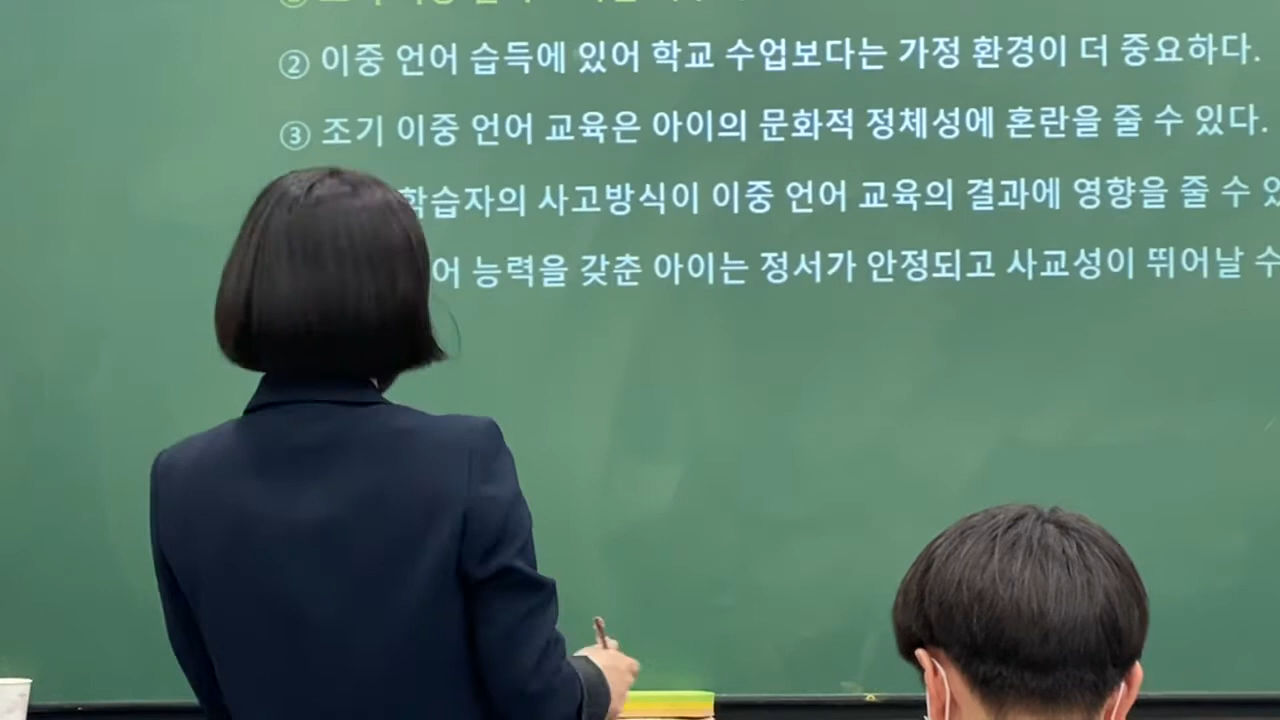 ② 이중 언어 습득에 있어 학교 수업보다는 가정 환경이 더 중요하다.
③ 조기 이중 언어 교육은 아이의 문화적 정체성에 혼란을 줄 수 있다.
학습자의 사고방식이 이중 언어 교육의 결과에 영향을 줄 수
어 능력을 갖춘 아이는 정서가 안정되고 사교성이 뛰어날 수